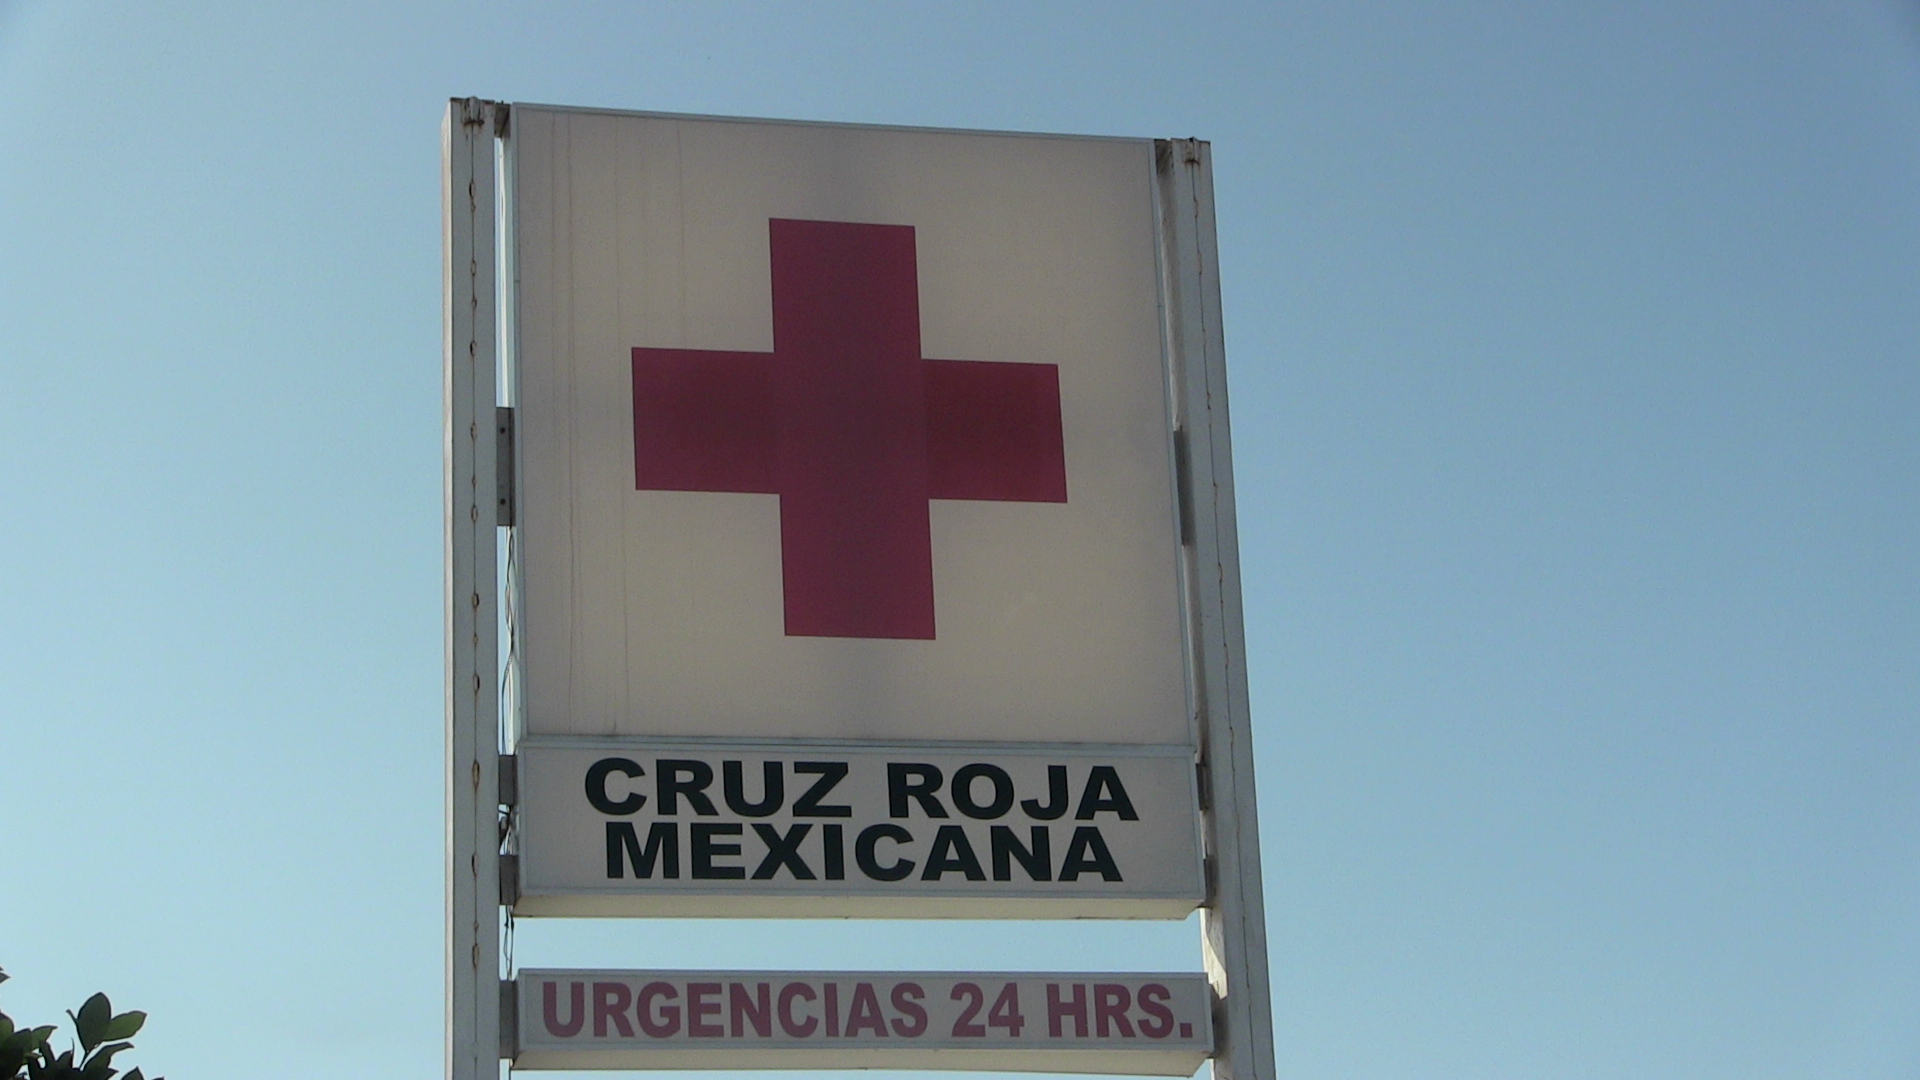 CRUZ ROJA
MEXICANA
URGENCIAS 24 HRS.